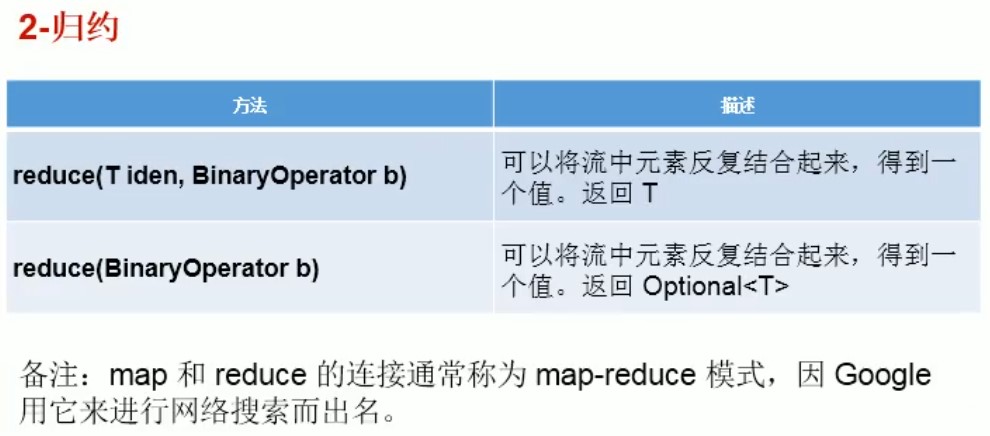 2-归约
方法
描述
reduce(T iden, BinaryOperator b)
可以将流中元素反复结合起来，得到一
个值。返回 T
reduce(BinaryOperator b)
可以将流中元素反复结合起来，得到一
个值。返回 Optional<T>
备注：map 和 reduce 的连接通常称为 map-reduce 模式，因 Google
用它来进行网络搜索而出名。